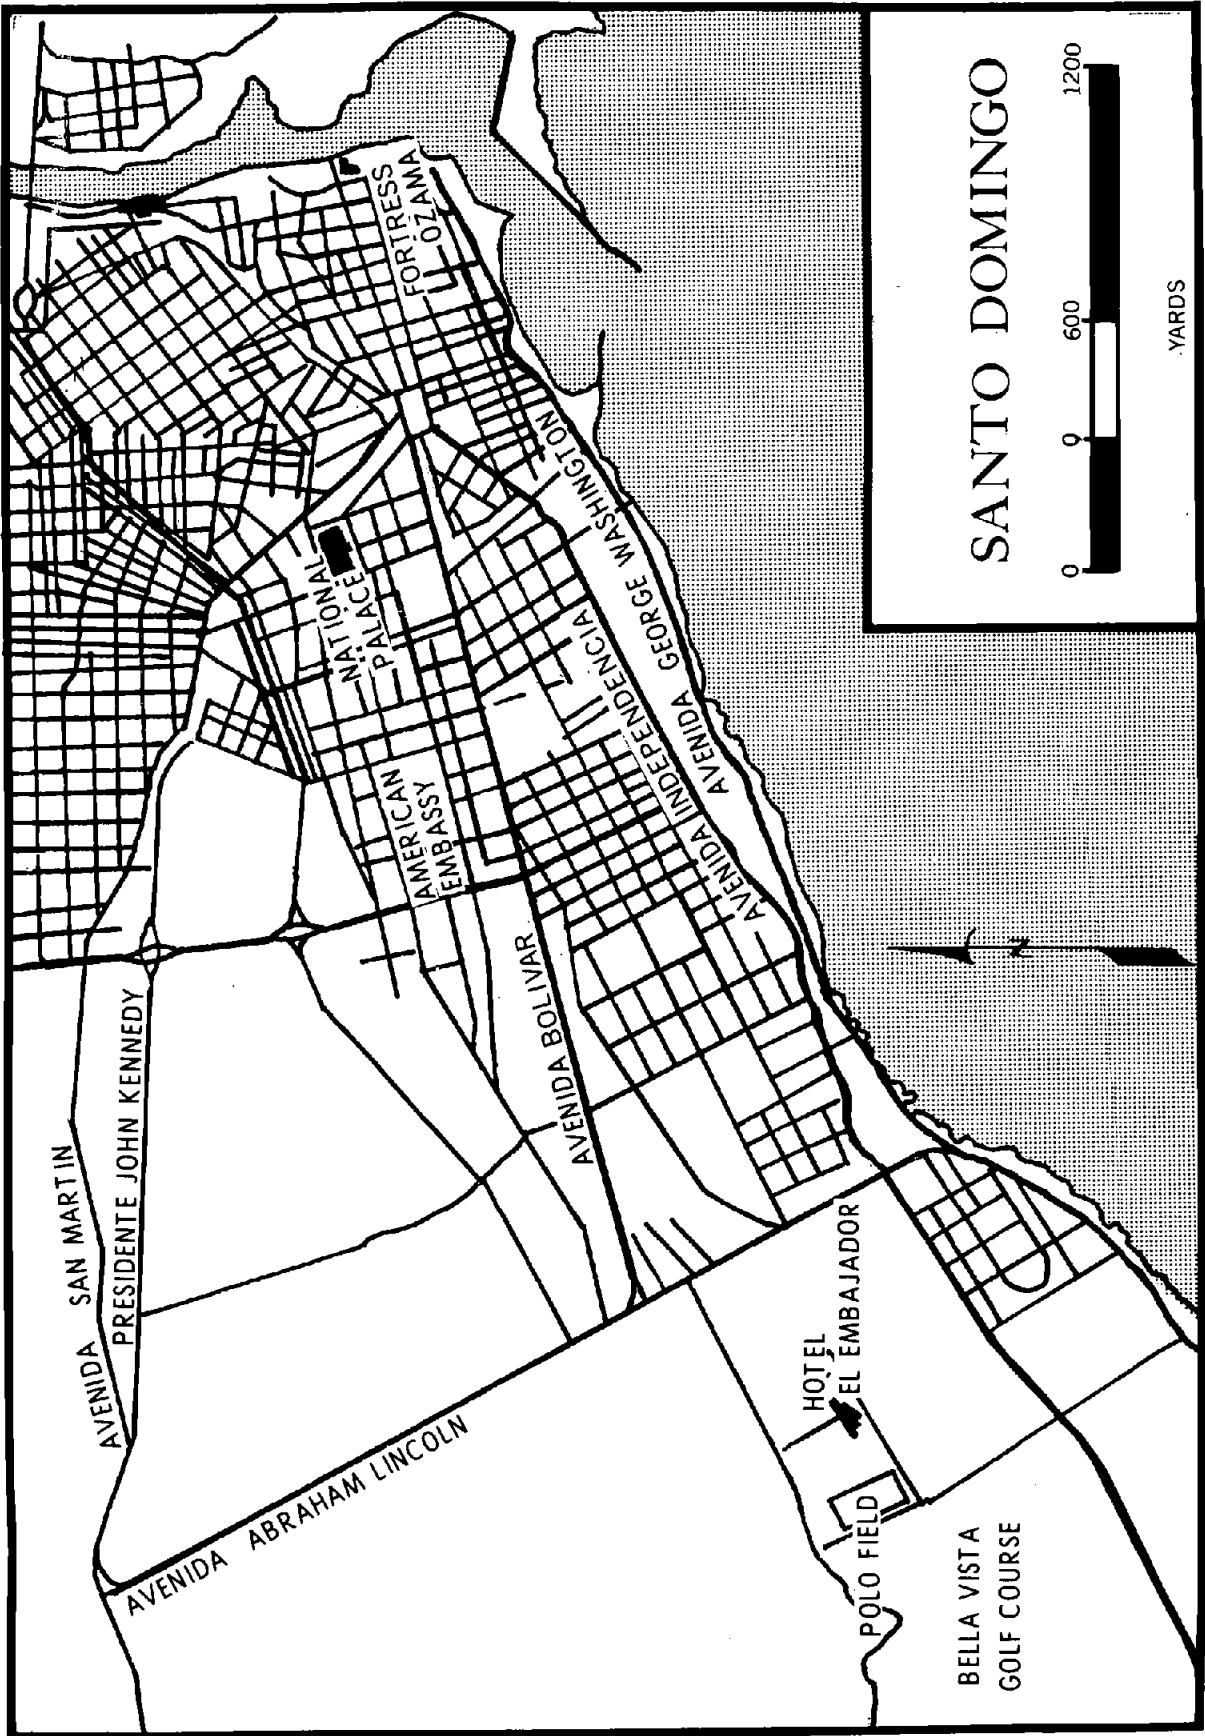 SANTO DOMINGO
0 0 600 1200
YARDS
N
AVENIDA SAN MARTIN
PRESIDENTE JOHN KENNEDY
AVENIDA ABRAHAM LINCOLN
AVENIDA BOLIVAR
AMERICAN
EMBASSY
NATIONAL
PALACE
FORTRESS
OZAMA
AVENIDA INDEPENDENCIA
AVENIDA
AVENIDA GEORGE WASHINGTON
HOTEL
EL EMBAJADOR
POLO FIELD
BELLA VISTA
GOLF COURSE